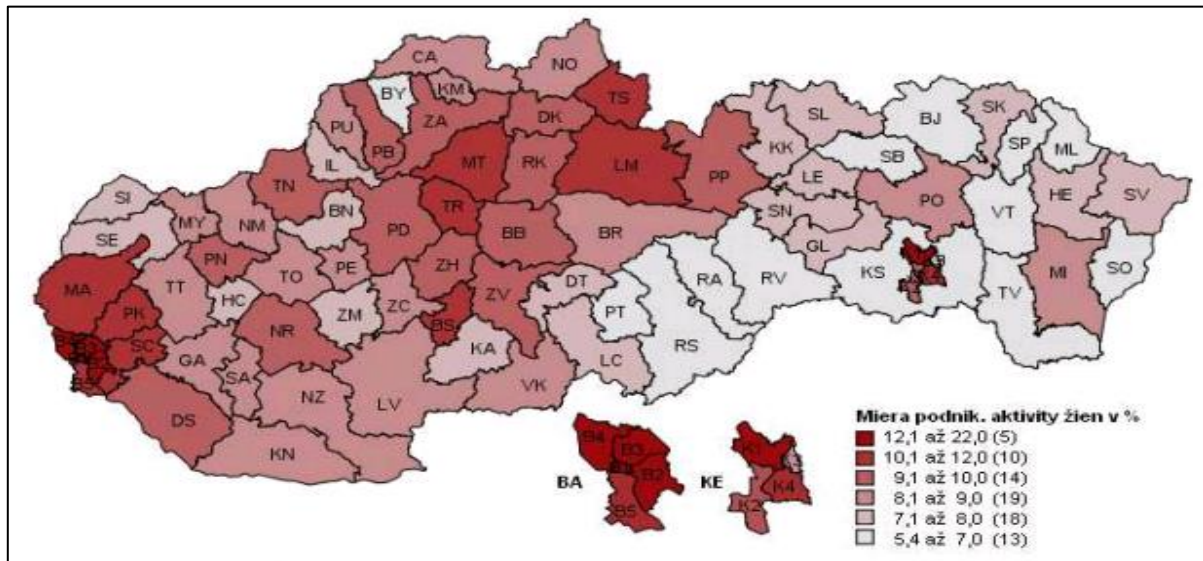 CA
NO
BY
KM
TS
PU
ZA
DK
SL
BJ
SK
PB
IL
MT
RK
LM
PP
KK
SB
SP
ML
TN
LE
SI
BN
TR
PO
HE
SV
MY
NM
PD
BB
BR
SN
VT
SE
PN
TO
PE
ZH
GL
KS
MI
SO
MA
TT
HC
ZM
ZC
ZV
DT
RA
RV
TV
PK
NR
BS
PT
SC
KA
LC
RS
GA
SA
NZ
LV
VK
DS
KN
B4
B3
B2
B5
BA
K1
K4
K2
KE
Miera podnik. aktivity žien v %
12,1 až 22,0 (5)
10,1 až 12,0 (10)
9,1 až 10,0 (14)
8,1 až 9,0 (19)
7,1 až 8,0 (18)
5,4 až 7,0 (13)